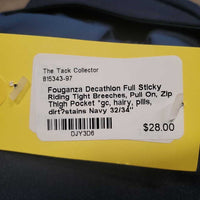 The Tack Collector
815343-97
Fouganza Decathlon Full Sticky
Riding Tight Breeches, Pull On, Zip
Thigh Pocket *gc, hairy, pills,
dirt?stains Navy 32/34"
DJY3D6
$28.00